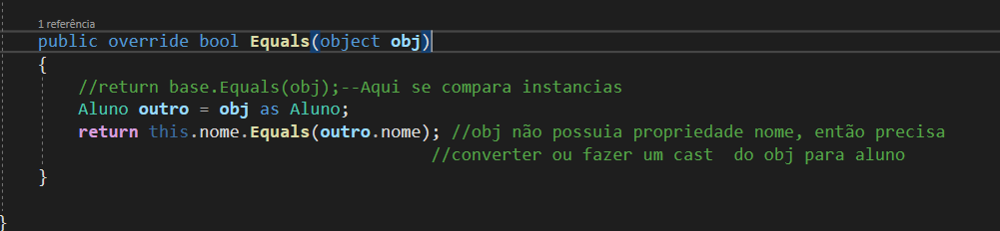 1 referência
public override bool Equals(object obj)
{
//return base.Equals(obj);--Aqui se compara instancias
Aluno outro = obj as Aluno;
return this.nome.Equals(outro.nome); //obj não possuia propriedade nome, então precisa
//converter ou fazer um cast  do obj para aluno
}
}